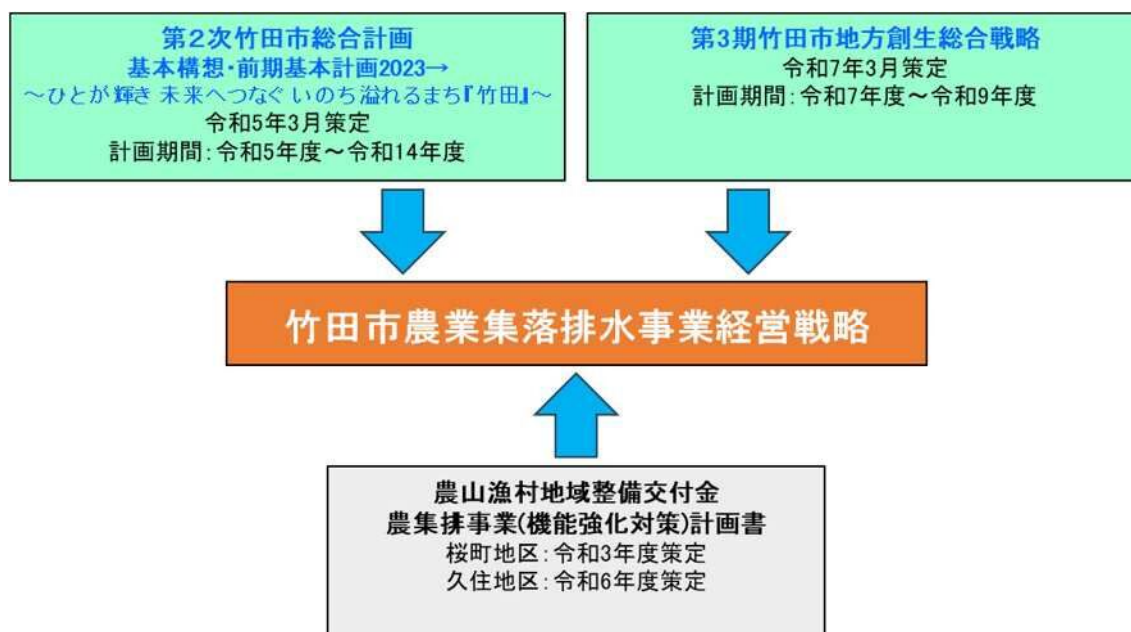 第2次竹田市総合計画
基本構想・前期基本計画2023→
～ひとが輝き 未来へつなぐ いのち溢れるまち『竹田』～
令和5年3月策定
計画期間：令和5年度～令和14年度
第3期竹田市地方創生総合戦略
令和7年3月策定
計画期間：令和7年度～令和9年度
竹田市農業集落排水事業経営戦略
農山漁村地域整備交付金
農集排事業(機能強化対策)計画書
桜町地区：令和3年度策定
久住地区：令和6年度策定